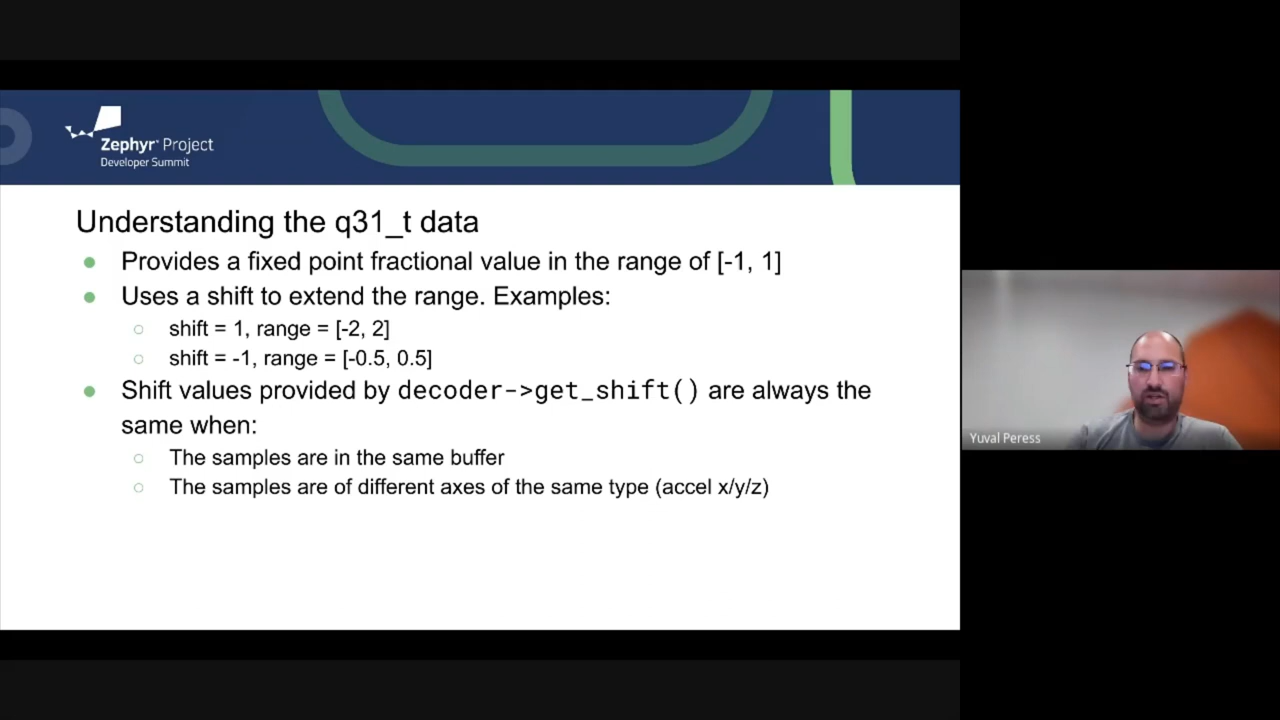 Zephyr Project
Developer Summit
Understanding the q31_t data
Provides a fixed point fractional value in the range of [-1, 1]
Uses a shift to extend the range. Examples:
shift = 1, range = [-2, 2]
shift = -1, range = [-0.5, 0.5]
Shift values provided by decoder->get_shift() are always the
same when:
The samples are in the same buffer
The samples are of different axes of the same type (accel x/y/z)
Yuval Peress